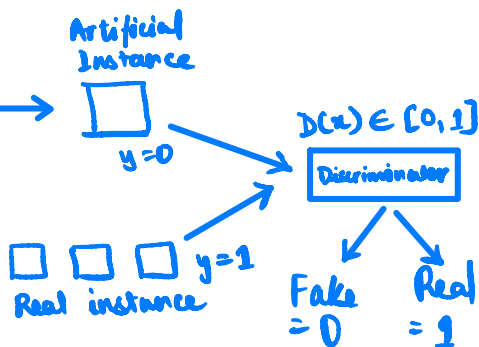 Artificial
Instance
y=0
D(x) ∈ [0,1]
Discriminator
y=1
Real instance
Fake
=0
Real
=1